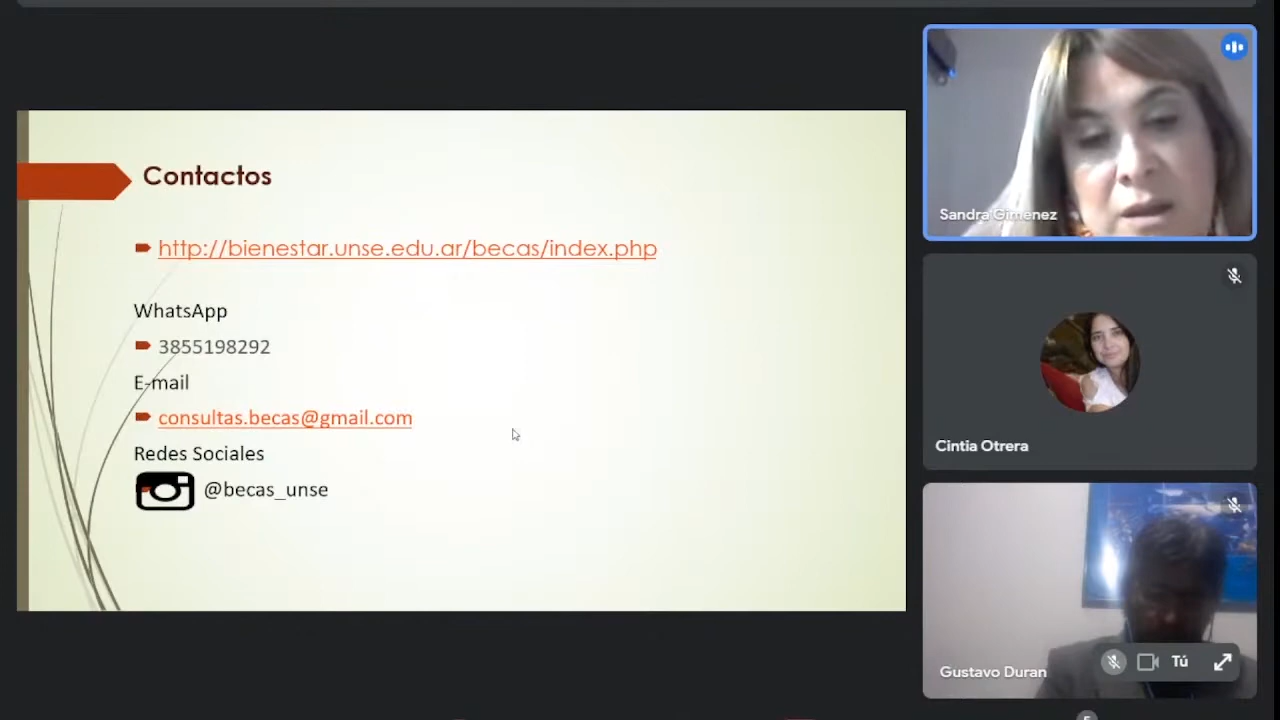 Contactos
http://bienestar.unse.edu.ar/becas/index.php
WhatsApp
3855198292
E-mail
consultas.becas@gmail.com
Redes Sociales
@becas_unse
Sandra Gimenez
Cintia Otrera
Gustavo Duran
Tú